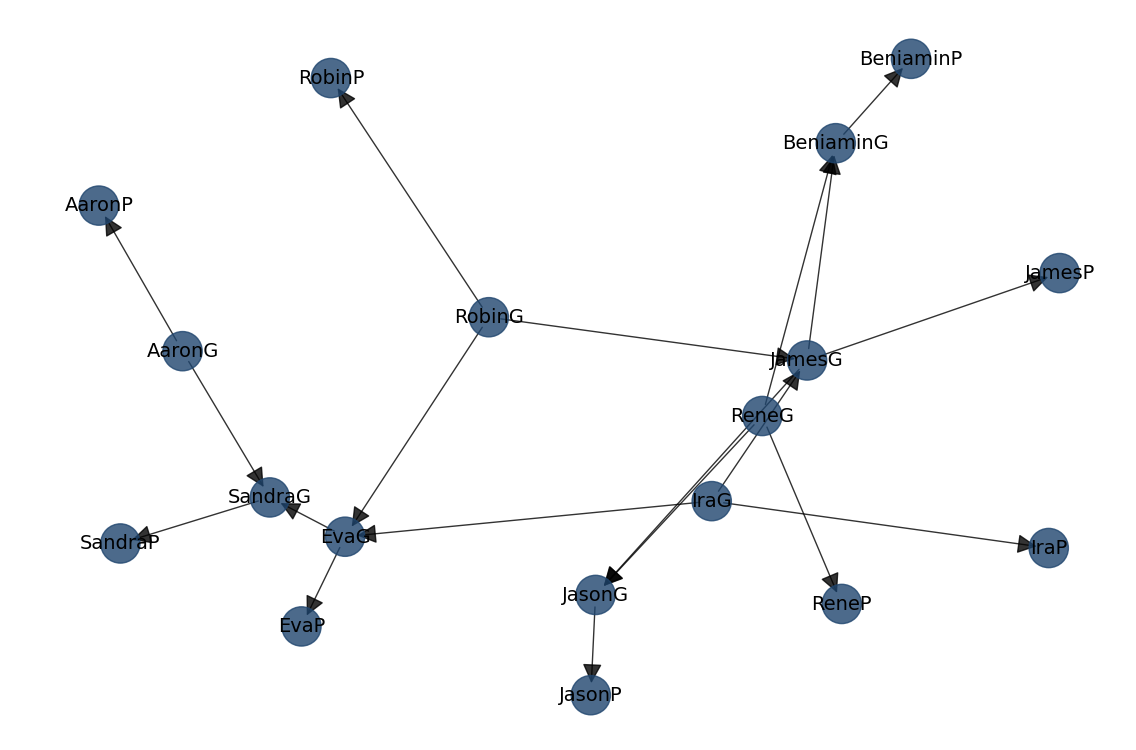 BeniaminP
RobinP
BeniaminG
AaronP
JamesP
RobinG
AaronG
JamesG
ReneG
SandraG
IraG
EvaG
SandraP
IraP
JasonG
ReneP
EvaP
JasonP